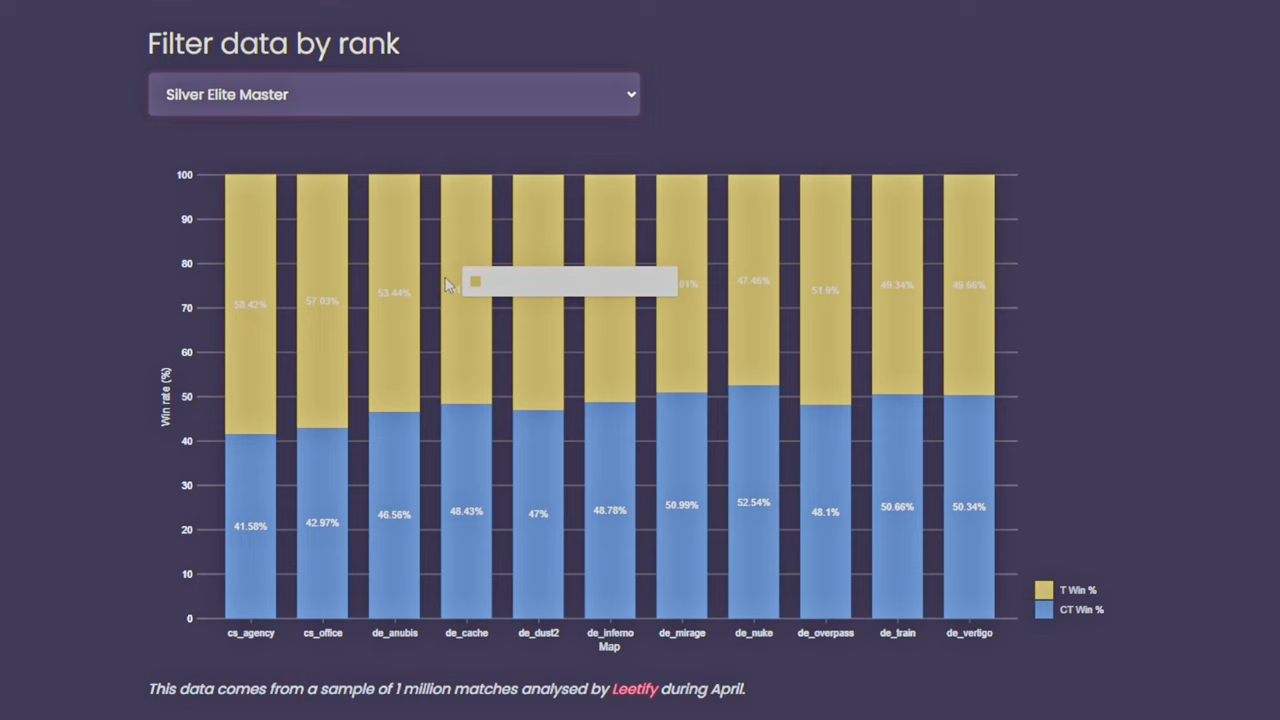 Filter data by rank
Silver Elite Master
100
90
80
70
60
50
40
30
20
10
0
Win rate (%)
58.42% 57.03% 53.44% 47.46% 51.9% 49.34% 49.66%
41.58% 42.97% 46.56% 48.43% 47% 48.78% 50.99% 52.54% 48.1% 50.66% 50.34%
cs_agency cs_office de_anubis de_cache de_dust2 de_inferno de_mirage de_nuke de_overpass de_train de_vertigo
Map
T Win %
CT Win %
This data comes from a sample of 1 million matches analysed by Leetify during April.